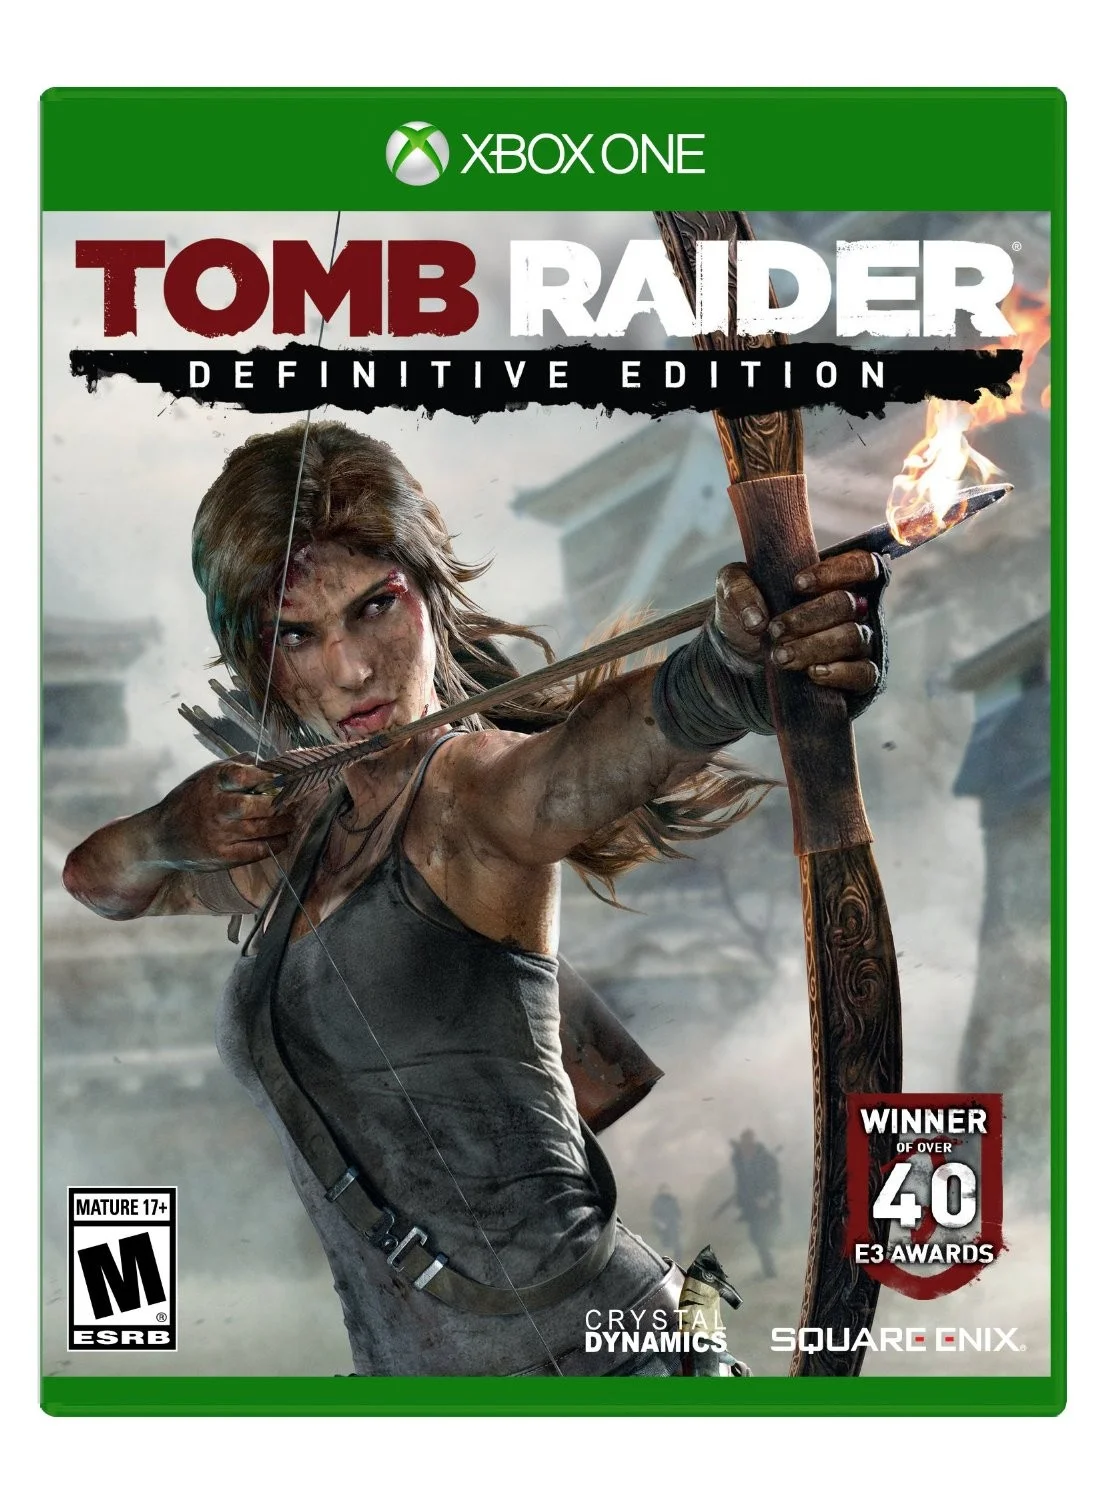 XBOX ONE
TOMB RAIDER®
DEFINITIVE EDITION
WINNER
OF OVER
40
E3 AWARDS
MATURE 17+
M®
ESRB
CRYSTAL
DYNAMICS
SQUARE ENIX®